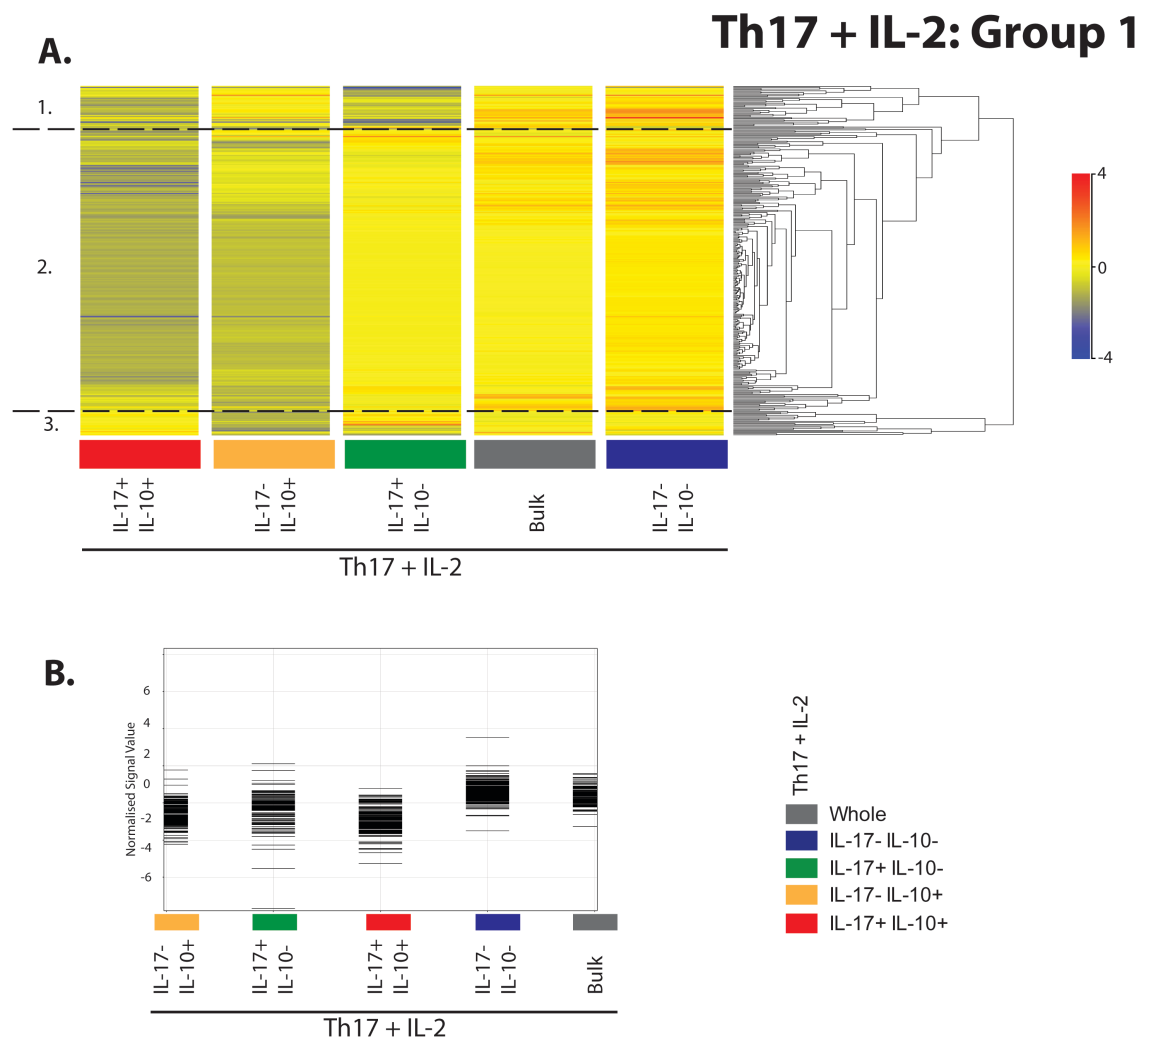 Th17 + IL-2: Group 1
A.
1.
2.
3.
4
0
-4
IL-17+
IL-10+
IL-17-
IL-10+
IL-17+
IL-10-
Bulk
IL-17-
IL-10-
Th17 + IL-2
B.
Normalised Signal Value
6
4
2
0
-2
-4
-6
IL-17-
IL-10+
IL-17+
IL-10-
IL-17+
IL-10+
IL-17-
IL-10-
Bulk
Th17 + IL-2
Th17 + IL-2
Whole
IL-17- IL-10-
IL-17+ IL-10-
IL-17- IL-10+
IL-17+ IL-10+